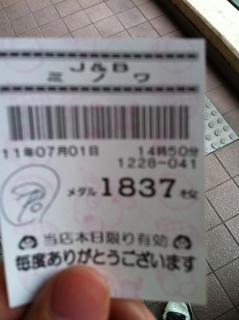 J&B
ミノワ
11年07月01日 14時50分
1228-041
メダル 1837 枚
当店本日限り有効
毎度ありがとうございます